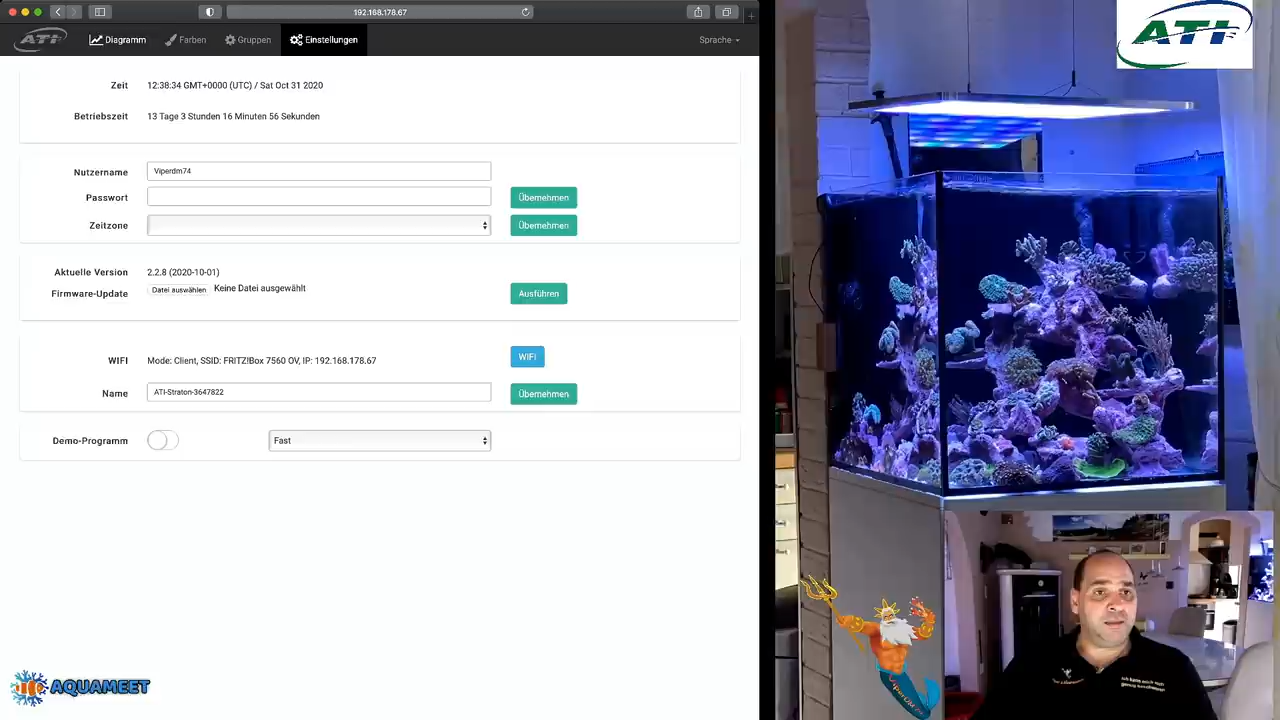 192.168.178.67
ATI
Diagramm
Farben
Gruppen
Einstellungen
Sprache
Zeit
12:38:34 GMT+0000 (UTC) / Sat Oct 31 2020
Betriebszeit
13 Tage 3 Stunden 16 Minuten 56 Sekunden
Nutzername
Viperdm74
Passwort
Übernehmen
Zeitzone
Übernehmen
Aktuelle Version
2.2.8 (2020-10-01)
Firmware-Update
Datei auswählen
Keine Datei ausgewählt
Ausführen
WIFI
Mode: Client, SSID: FRITZ!Box 7560 OV, IP: 192.168.178.67
WIFI
Name
ATI-Straton-3647822
Übernehmen
Demo-Programm
Fast
AQUAMEET
ATI